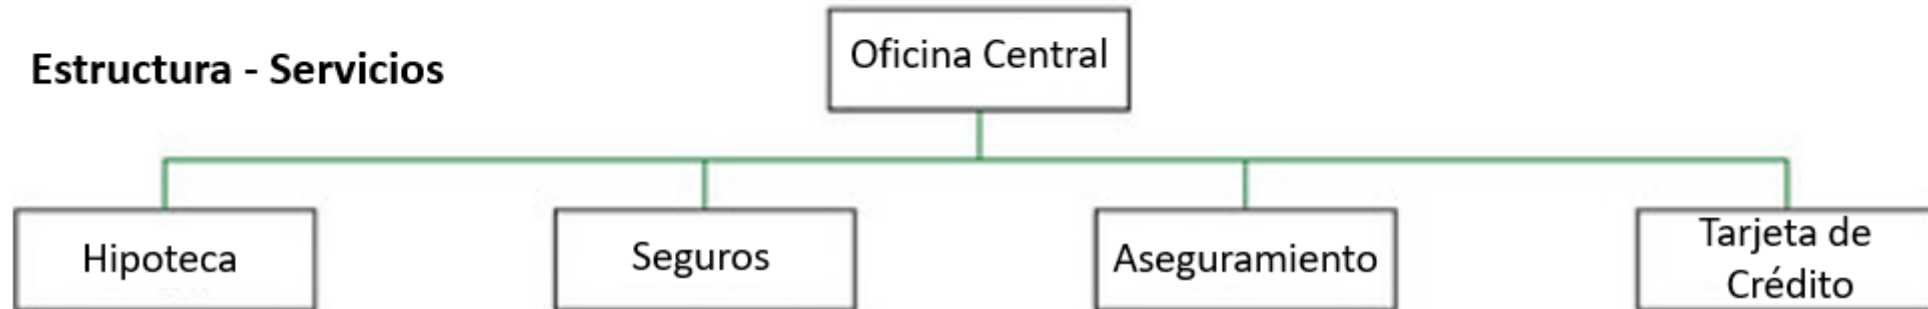 Oficina Central
Estructura - Servicios
Hipoteca
Seguros
Aseguramiento
Tarjeta de
Crédito